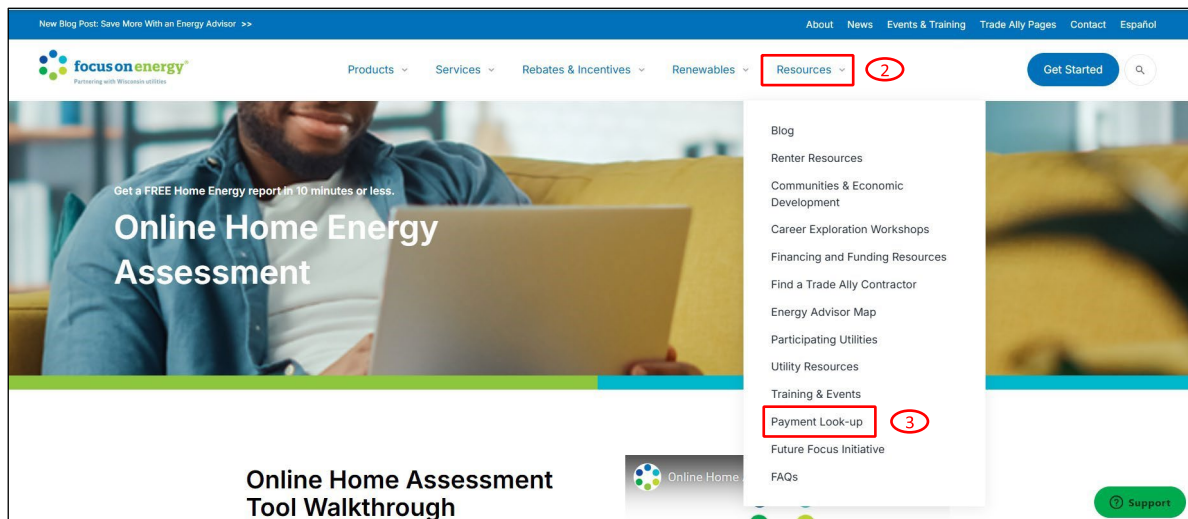 New Blog Post: Save More With an Energy Advisor >>
About News Events & Training Trade Ally Pages Contact Español
focus on energy®
Partnering with Wisconsin utilities
Products Services Rebates & Incentives Renewables Resources 2 Get Started
Blog
Renter Resources
Communities & Economic
Development
Career Exploration Workshops
Financing and Funding Resources
Find a Trade Ally Contractor
Energy Advisor Map
Participating Utilities
Utility Resources
Training & Events
Payment Look-up 3
Future Focus Initiative
FAQs
Get a FREE Home Energy report in 10 minutes or less.
Online Home Energy
Assessment
Online Home Assessment
Tool Walkthrough
Online Home
Support